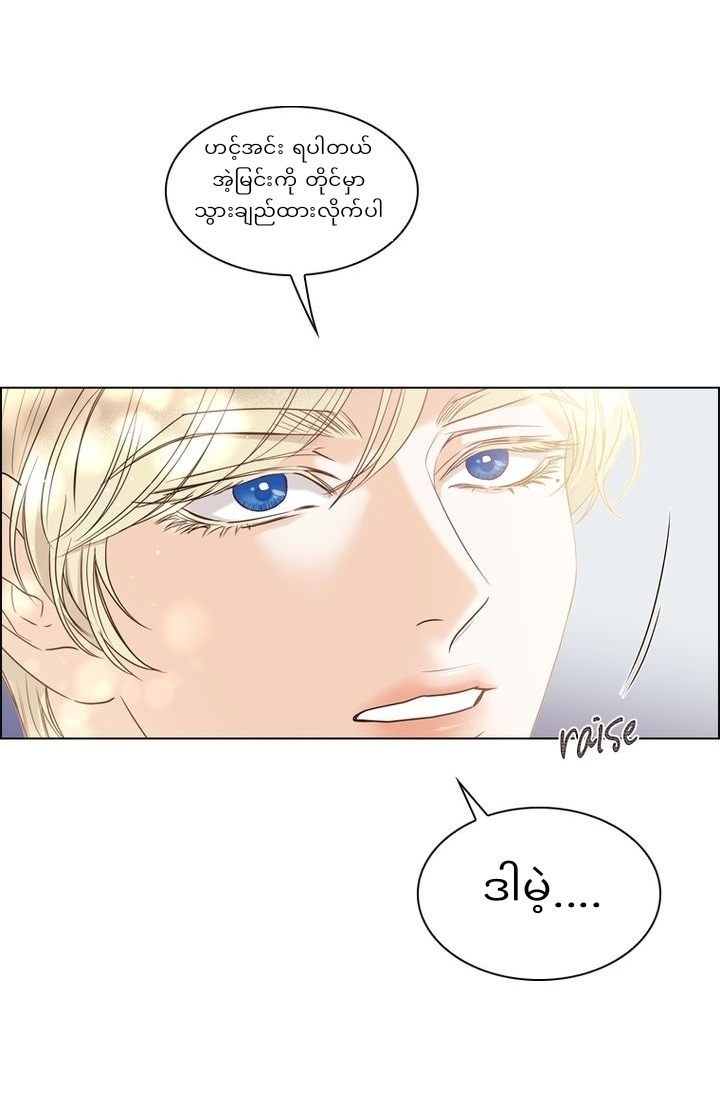 ဟင့်အင်း ရပါတယ်
အဲ့မြင်းကို တိုင်မှာ
သွားချည်ထားလိုက်ပါ
raise
ဒါမဲ့....